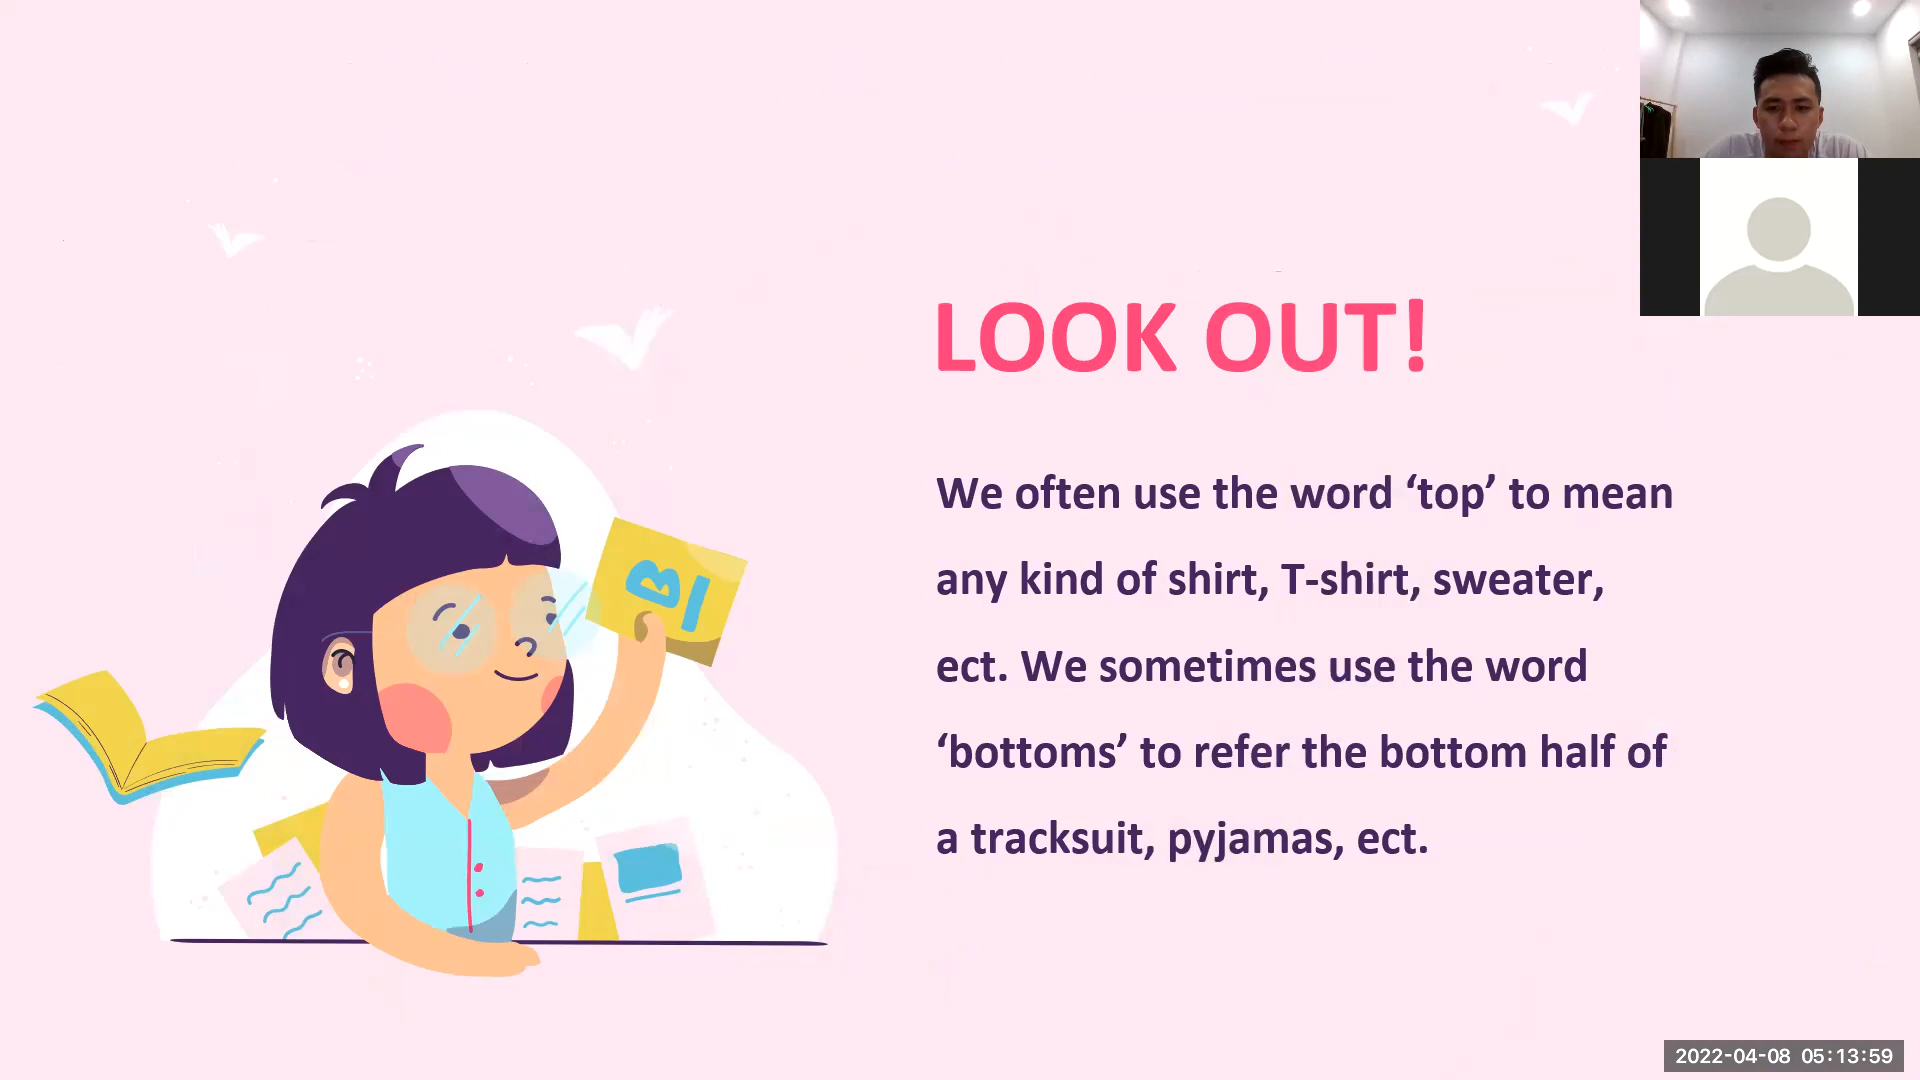 LOOK OUT!
We often use the word ‘top’ to mean
any kind of shirt, T-shirt, sweater,
ect. We sometimes use the word
‘bottoms’ to refer the bottom half of
a tracksuit, pyjamas, ect.
B
2022-04-08 05:13:59